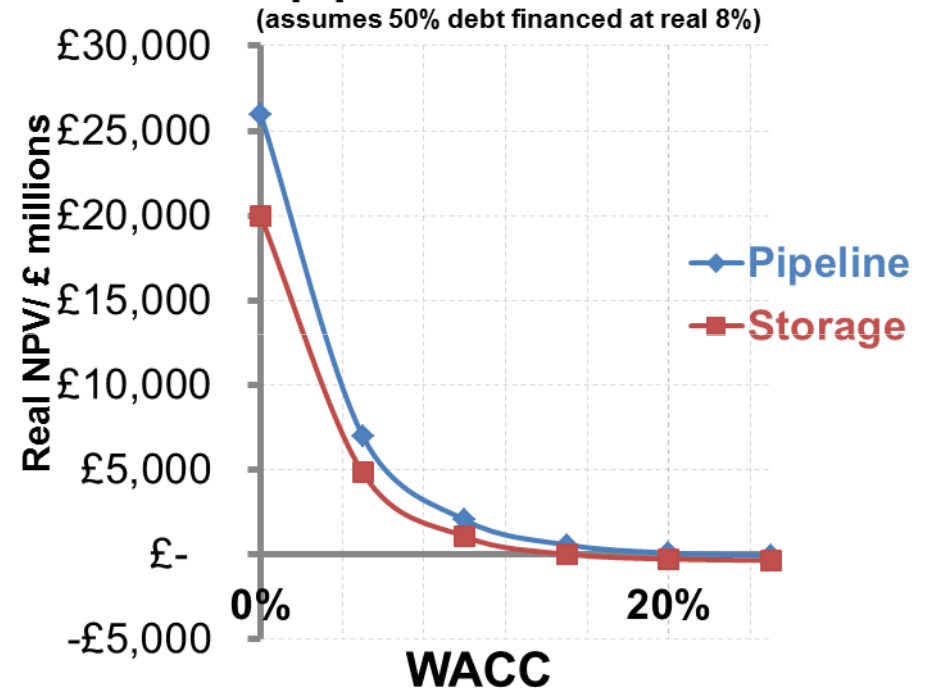 (assumes 50% debt financed at real 8%)
£30,000
£25,000
£20,000
£15,000
£10,000
£5,000
£-
-£5,000
Real NPV/ £ millions
Pipeline
Storage
0%
20%
WACC